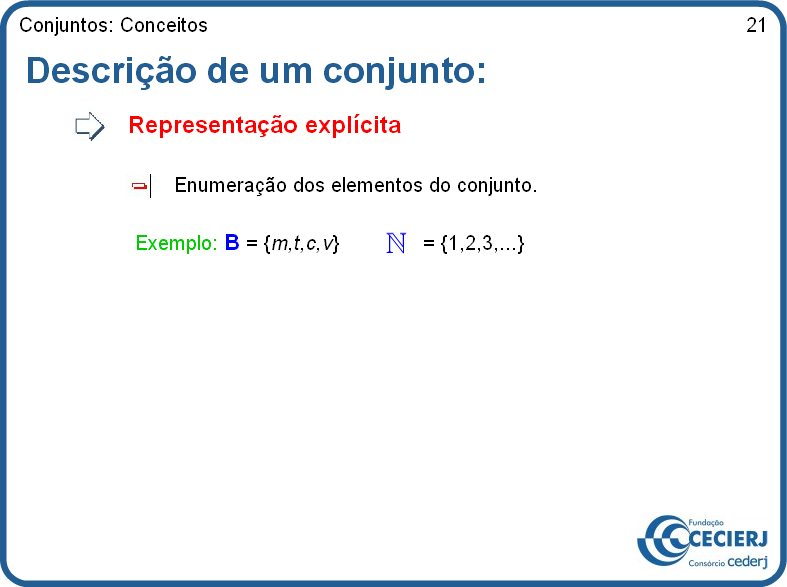 Conjuntos: Conceitos 21
Descrição de um conjunto:
Representação explícita
Enumeração dos elementos do conjunto.
Exemplo: B = {m,t,c,v} ℕ = {1,2,3,...}
Fundação
CECIERJ
Consórcio cederj